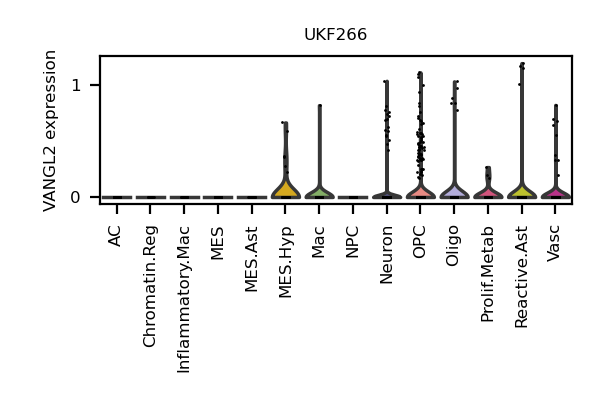 UKF266
VANGL2 expression
1
0
AC
Chromatin.Reg
Inflammatory.Mac
MES
MES.Ast
MES.Hyp
Mac
NPC
Neuron
OPC
Oligo
Prolif.Metab
Reactive.Ast
Vasc